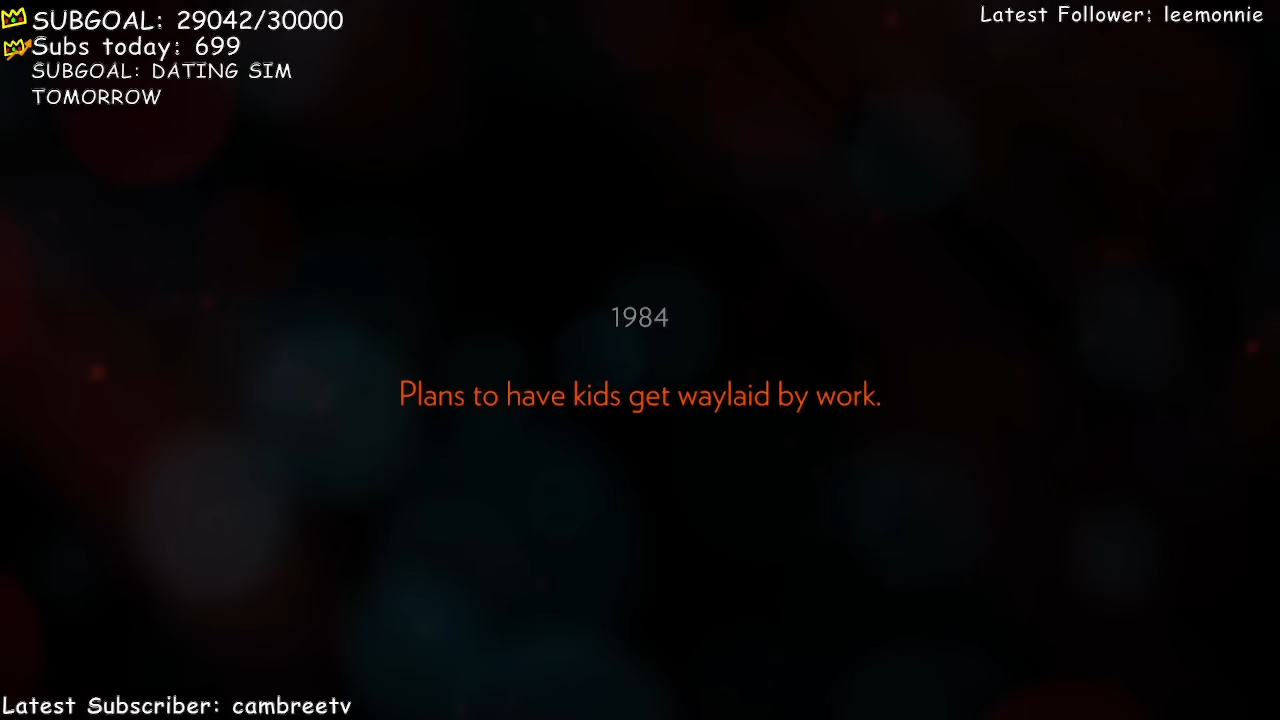 SUBGOAL: 29042/30000
Subs today: 699
SUBGOAL: DATING SIM
TOMORROW
Latest Follower: leemonnie
1984
Plans to have kids get waylaid by work.
Latest Subscriber: cambreetv